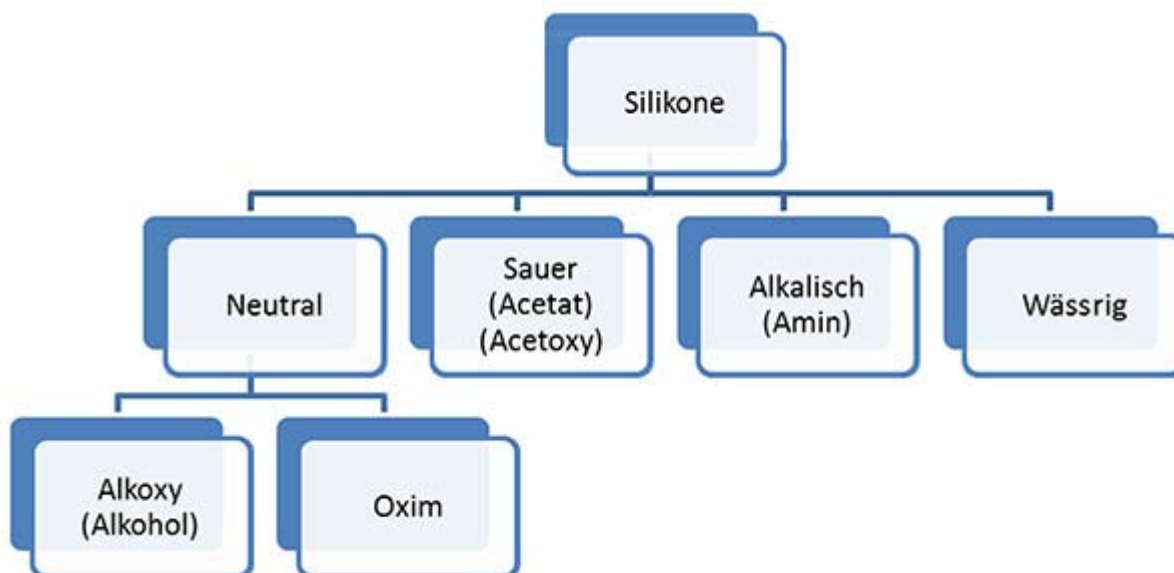 Silikone
Neutral
Sauer
(Acetat)
(Acetoxy)
Alkalisch
(Amin)
Wässrig
Alkoxy
(Alkohol)
Oxim